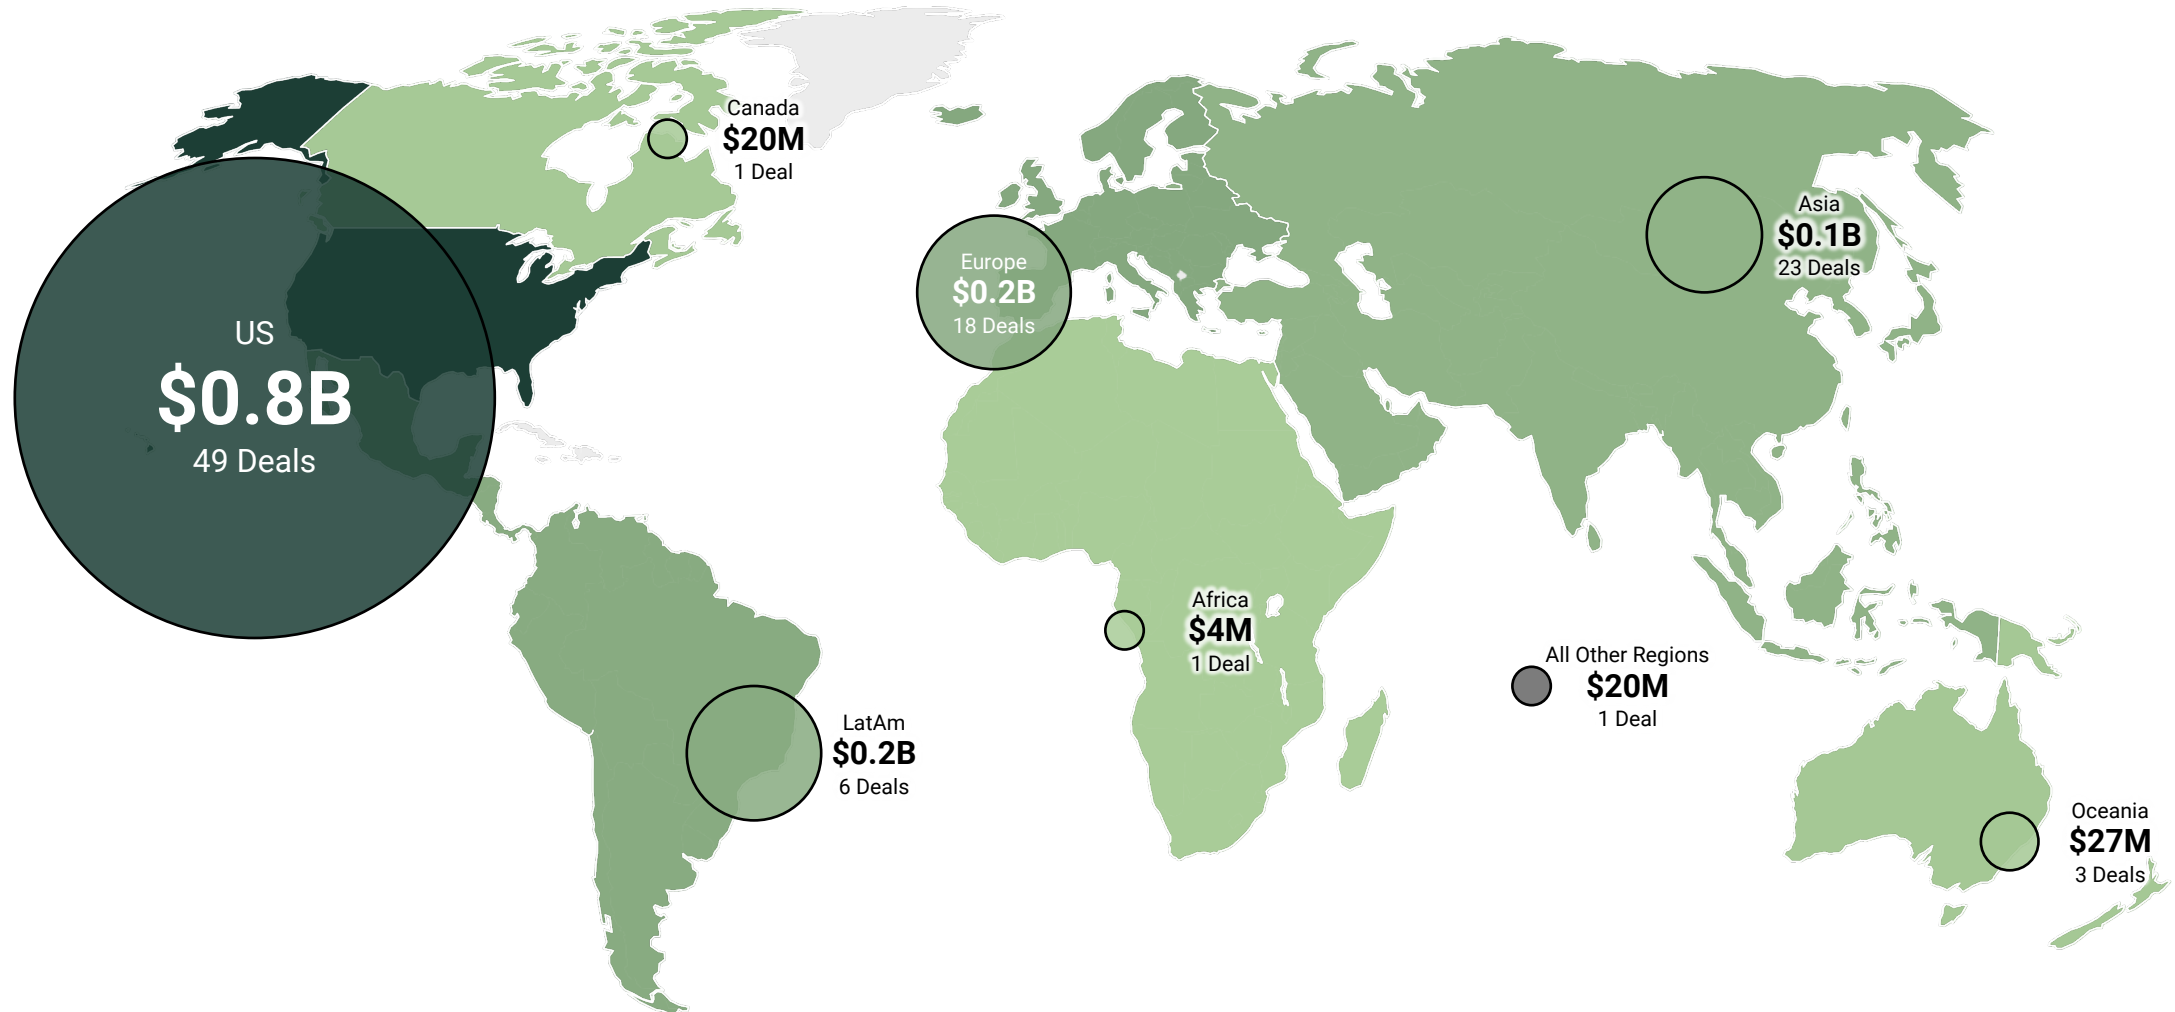 Canada
$20M
1 Deal
US
$0.8B
49 Deals
Europe
$0.2B
18 Deals
Asia
$0.1B
23 Deals
LatAm
$0.2B
6 Deals
Africa
$4M
1 Deal
All Other Regions
$20M
1 Deal
Oceania
$27M
3 Deals